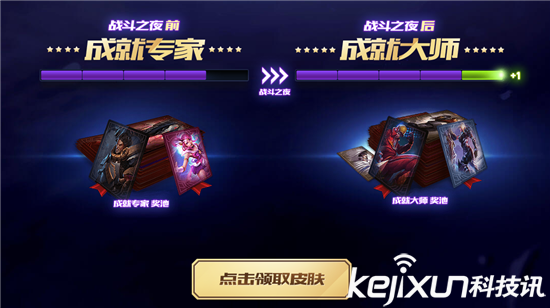 战斗之夜 前
成就专家
战斗之夜 后
成就大师
+1
战斗之夜
成就专家 奖池
成就大师 奖池
点击领取皮肤
kejixun科技讯